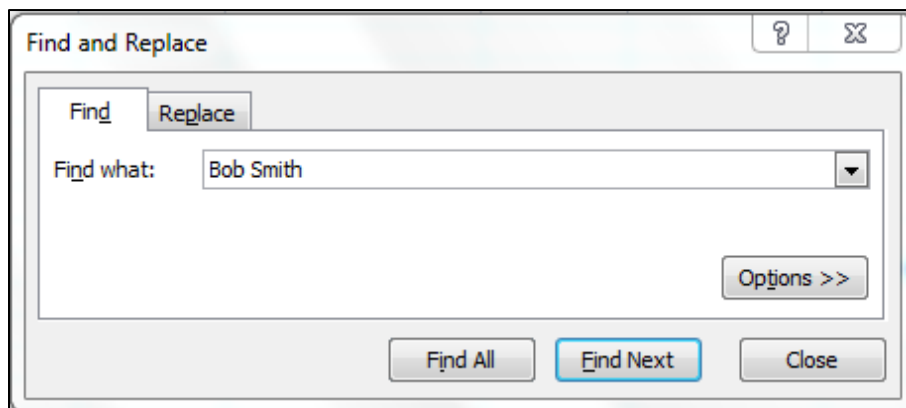 Find and Replace
Find Replace
Find what: Bob Smith
Options >>
Find All Find Next Close